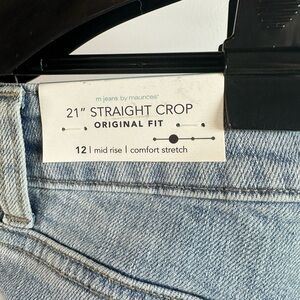 m jeans by maurices®
21" STRAIGHT CROP
ORIGINAL FIT
12 | mid rise | comfort stretch